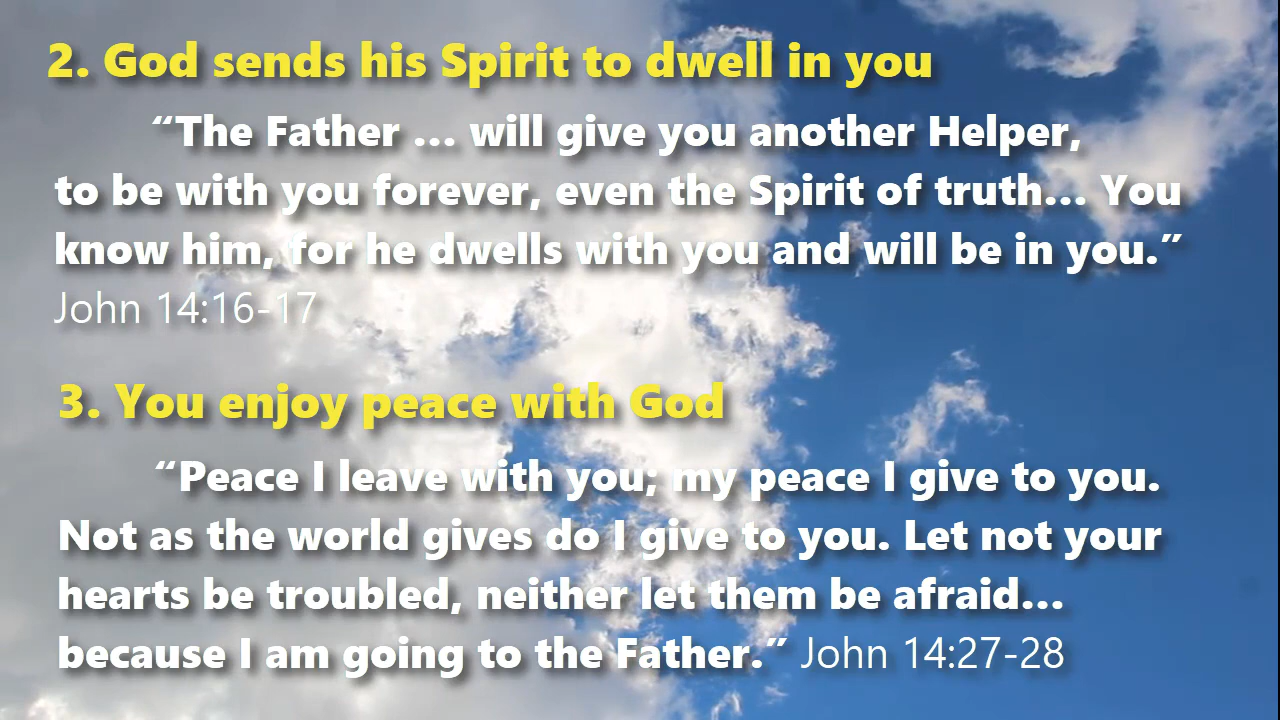 2. God sends his Spirit to dwell in you
“The Father ... will give you another Helper,
to be with you forever, even the Spirit of truth... You
know him, for he dwells with you and will be in you.”
John 14:16-17
3. You enjoy peace with God
“Peace I leave with you; my peace I give to you.
Not as the world gives do I give to you. Let not your
hearts be troubled, neither let them be afraid...
because I am going to the Father.” John 14:27-28